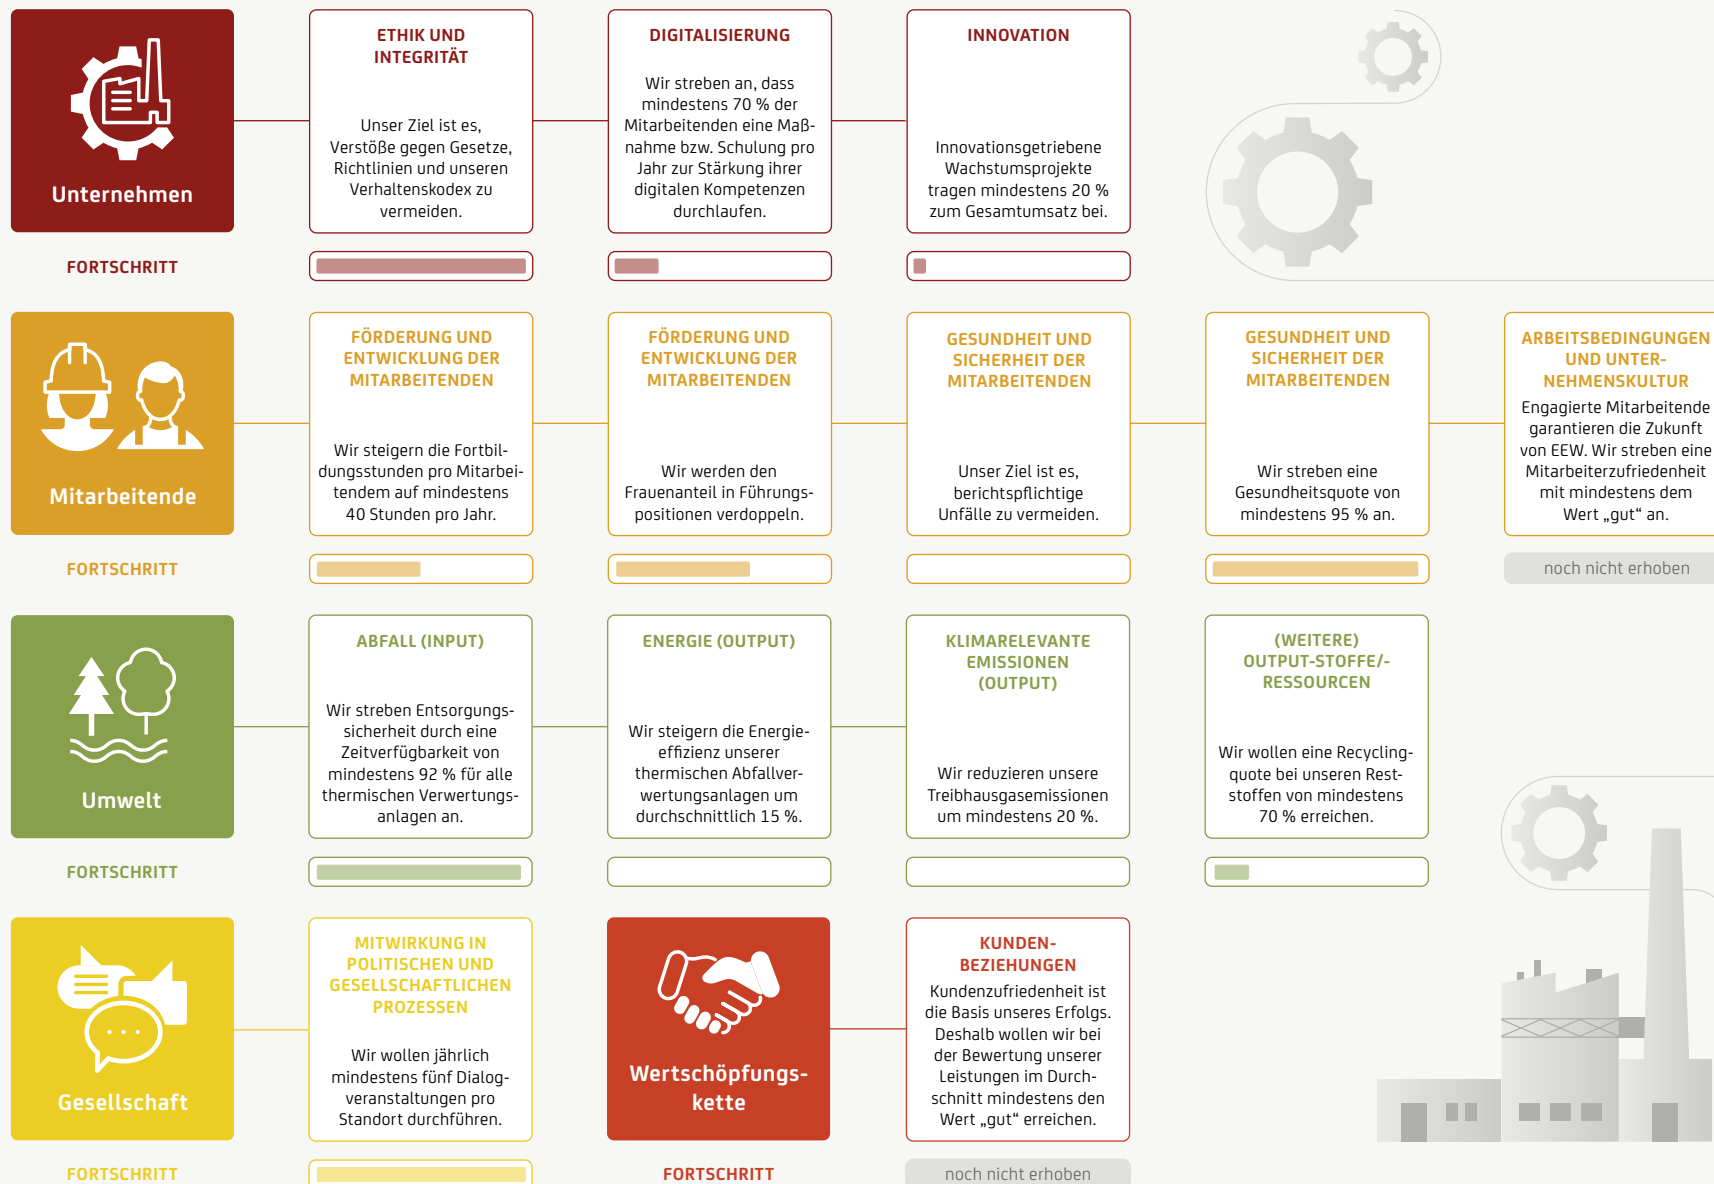 Unternehmen
ETHIK UND
INTEGRITÄT
Unser Ziel ist es,
Verstöße gegen Gesetze,
Richtlinien und unseren
Verhaltenskodex zu
vermeiden.
DIGITALISIERUNG
Wir streben an, dass
mindestens 70 % der
Mitarbeitenden eine Maß-
nahme bzw. Schulung pro
Jahr zur Stärkung ihrer
digitalen Kompetenzen
durchlaufen.
INNOVATION
Innovationsgetriebene
Wachstumsprojekte
tragen mindestens 20 %
zum Gesamtumsatz bei.
FORTSCHRITT
Mitarbeitende
FÖRDERUNG UND
ENTWICKLUNG DER
MITARBEITENDEN
Wir steigern die Fortbil-
dungsstunden pro Mitarbei-
tendem auf mindestens
40 Stunden pro Jahr.
FÖRDERUNG UND
ENTWICKLUNG DER
MITARBEITENDEN
Wir werden den
Frauenanteil in Führungs-
positionen verdoppeln.
GESUNDHEIT UND
SICHERHEIT DER
MITARBEITENDEN
Unser Ziel ist es,
berichtspflichtige
Unfälle zu vermeiden.
GESUNDHEIT UND
SICHERHEIT DER
MITARBEITENDEN
Wir streben eine
Gesundheitsquote von
mindestens 95 % an.
ARBEITSBEDINGUNGEN
UND UNTER-
NEHMENSKULTUR
Engagierte Mitarbeitende
garantieren die Zukunft
von EEW. Wir streben eine
Mitarbeiterzufriedenheit
mit mindestens dem
Wert „gut“ an.
FORTSCHRITT
noch nicht erhoben
Umwelt
ABFALL (INPUT)
Wir streben Entsorgungs-
sicherheit durch eine
Zeitverfügbarkeit von
mindestens 92 % für alle
thermischen Verwertungs-
anlagen an.
ENERGIE (OUTPUT)
Wir steigern die Energie-
effizienz unserer
thermischen Abfallver-
wertungsanlagen um
durchschnittlich 15 %.
KLIMARELEVANTE
EMISSIONEN
(OUTPUT)
Wir reduzieren unsere
Treibhausgasemissionen
um mindestens 20 %.
(WEITERE)
OUTPUT-STOFFE/-
RESSOURCEN
Wir wollen eine Recycling-
quote bei unseren Rest-
stoffen von mindestens
70 % erreichen.
FORTSCHRITT
Gesellschaft
MITWIRKUNG IN
POLITISCHEN UND
GESELLSCHAFTLICHEN
PROZESSEN
Wir wollen jährlich
mindestens fünf Dialog-
veranstaltungen pro
Standort durchführen.
Wertschöpfungs-
kette
KUNDEN-
BEZIEHUNGEN
Kundenzufriedenheit ist
die Basis unseres Erfolgs.
Deshalb wollen wir bei
der Bewertung unserer
Leistungen im Durch-
schnitt mindestens den
Wert „gut“ erreichen.
FORTSCHRITT
FORTSCHRITT
noch nicht erhoben